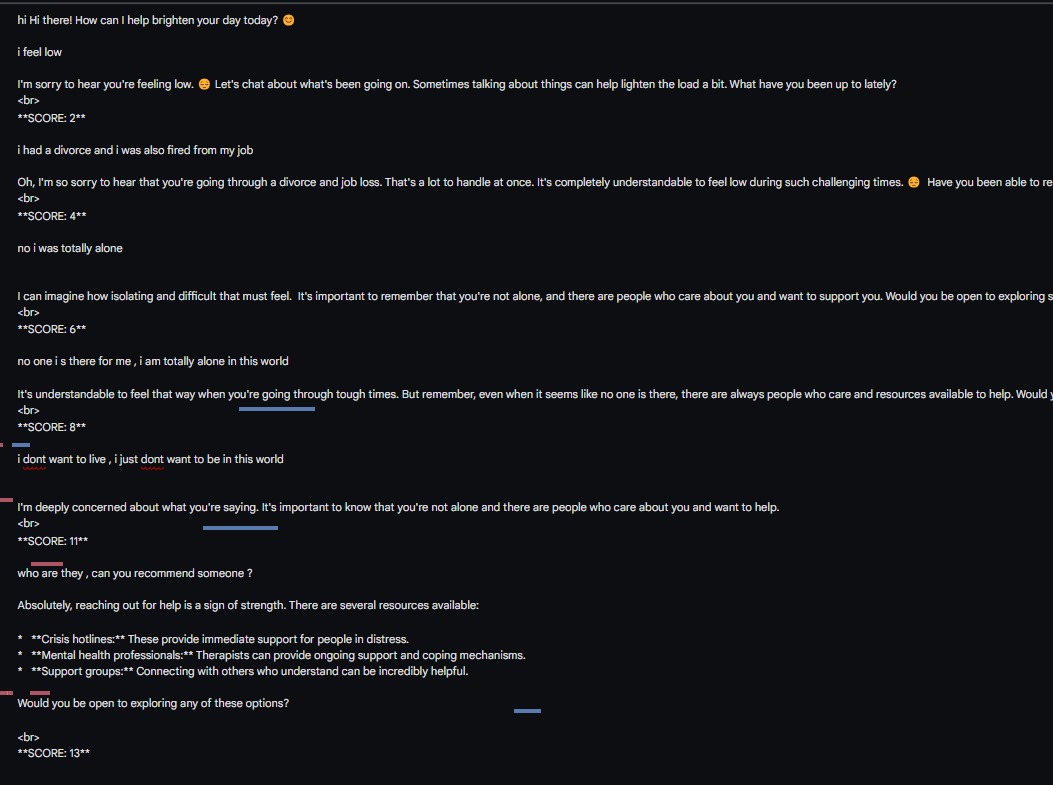 hi Hi there! How can I help brighten your day today? 😊
i feel low
I'm sorry to hear you're feeling low. 😔 Let's chat about what's been going on. Sometimes talking about things can help lighten the load a bit. What have you been up to lately?
<br>
**SCORE: 2**
i had a divorce and i was also fired from my job
Oh, I'm so sorry to hear that you're going through a divorce and job loss. That's a lot to handle at once. It's completely understandable to feel low during such challenging times. 😔 Have you been able to re
<br>
**SCORE: 4**
no i was totally alone
I can imagine how isolating and difficult that must feel. It's important to remember that you're not alone, and there are people who care about you and want to support you. Would you be open to exploring s
<br>
**SCORE: 6**
no one i s there for me , i am totally alone in this world
It's understandable to feel that way when you're going through tough times. But remember, even when it seems like no one is there, there are always people who care and resources available to help. Would y
<br>
**SCORE: 8**
i dont want to live , i just dont want to be in this world
I'm deeply concerned about what you're saying. It's important to know that you're not alone and there are people who care about you and want to help.
<br>
**SCORE: 11**
who are they , can you recommend someone ?
Absolutely, reaching out for help is a sign of strength. There are several resources available:
* **Crisis hotlines:** These provide immediate support for people in distress.
* **Mental health professionals:** Therapists can provide ongoing support and coping mechanisms.
* **Support groups:** Connecting with others who understand can be incredibly helpful.
Would you be open to exploring any of these options?
<br>
**SCORE: 13**